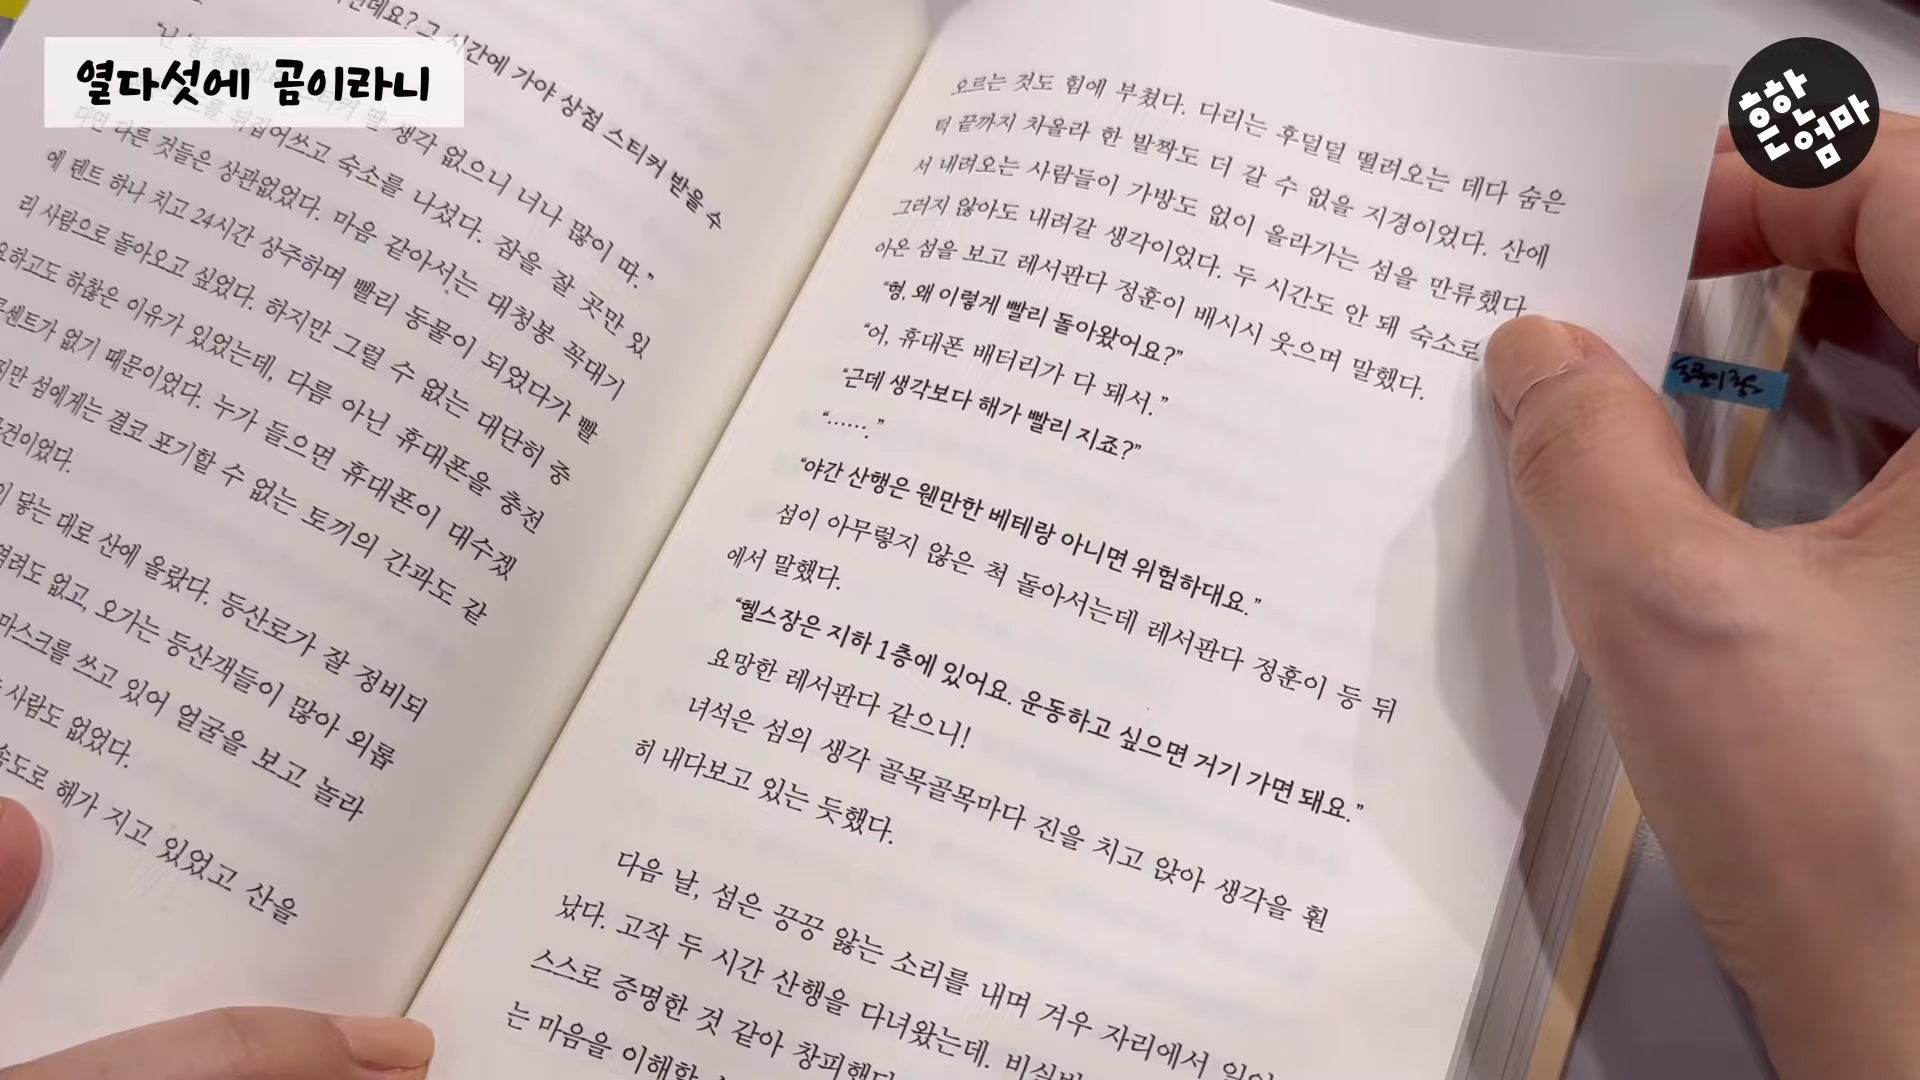 열다섯에 곰이라니
흔한
엄마
그 시간에 가야 상점 스티커 받을 수
생각 없으니 너나 많이 따.”
뒤집어쓰고 숙소를 나섰다. 짐을 잘 곳만 있
다면 다른 것들은 상관없었다. 마음 같아서는 대청봉 꼭대기
에 텐트 하나 치고 24시간 상주하며 빨리 동물이 되었다가 빨
리 사람으로 돌아오고 싶었다. 하지만 그럴 수 없는 대단히 중
요하고도 하찮은 이유가 있었는데, 다름 아닌 휴대폰을 충전
콘센트가 없기 때문이었다. 누가 들으면 휴대폰이 대수겠
지만 섬에게는 결코 포기할 수 없는 토끼의 간과도 같
건이었다.
닿는 대로 산에 올랐다. 등산로가 잘 정비되
염려도 없고, 오가는 등산객들이 많아 외롭
마스크를 쓰고 있어 얼굴을 보고 놀라
사람도 없었다.
속도로 해가 지고 있었고 산을
오르는 것도 힘에 부쳤다. 다리는 후덜덜 떨려오는 데다 숨은
턱 끝까지 차올라 한 발짝도 더 갈 수 없을 지경이었다. 산에
서 내려오는 사람들이 가방도 없이 올라가는 섬을 만류했다
그러지 않아도 내려갈 생각이었다. 두 시간도 안 돼 숙소로
아온 섬을 보고 레서판다 정훈이 배시시 웃으며 말했다.
“형, 왜 이렇게 빨리 돌아왔어요?”
“어, 휴대폰 배터리가 다 돼서.”
“근데 생각보다 해가 빨리 지죠?”
“…….”
“야간 산행은 웬만한 베테랑 아니면 위험하대요.”
섬이 아무렇지 않은 척 돌아서는데 레서판다 정훈이 등 뒤
에서 말했다.
“헬스장은 지하 1층에 있어요. 운동하고 싶으면 거기 가면 돼요.”
요망한 레서판다 같으니!
녀석은 섬의 생각 골목골목마다 진을 치고 앉아 생각을 훤
히 내다보고 있는 듯했다.
다음 날, 섬은 끙끙 앓는 소리를 내며 겨우 자리에서 일어
났다. 고작 두 시간 산행을 다녀왔는데.
스스로 증명한 것 같아 창피했다
는 마음을 이해할